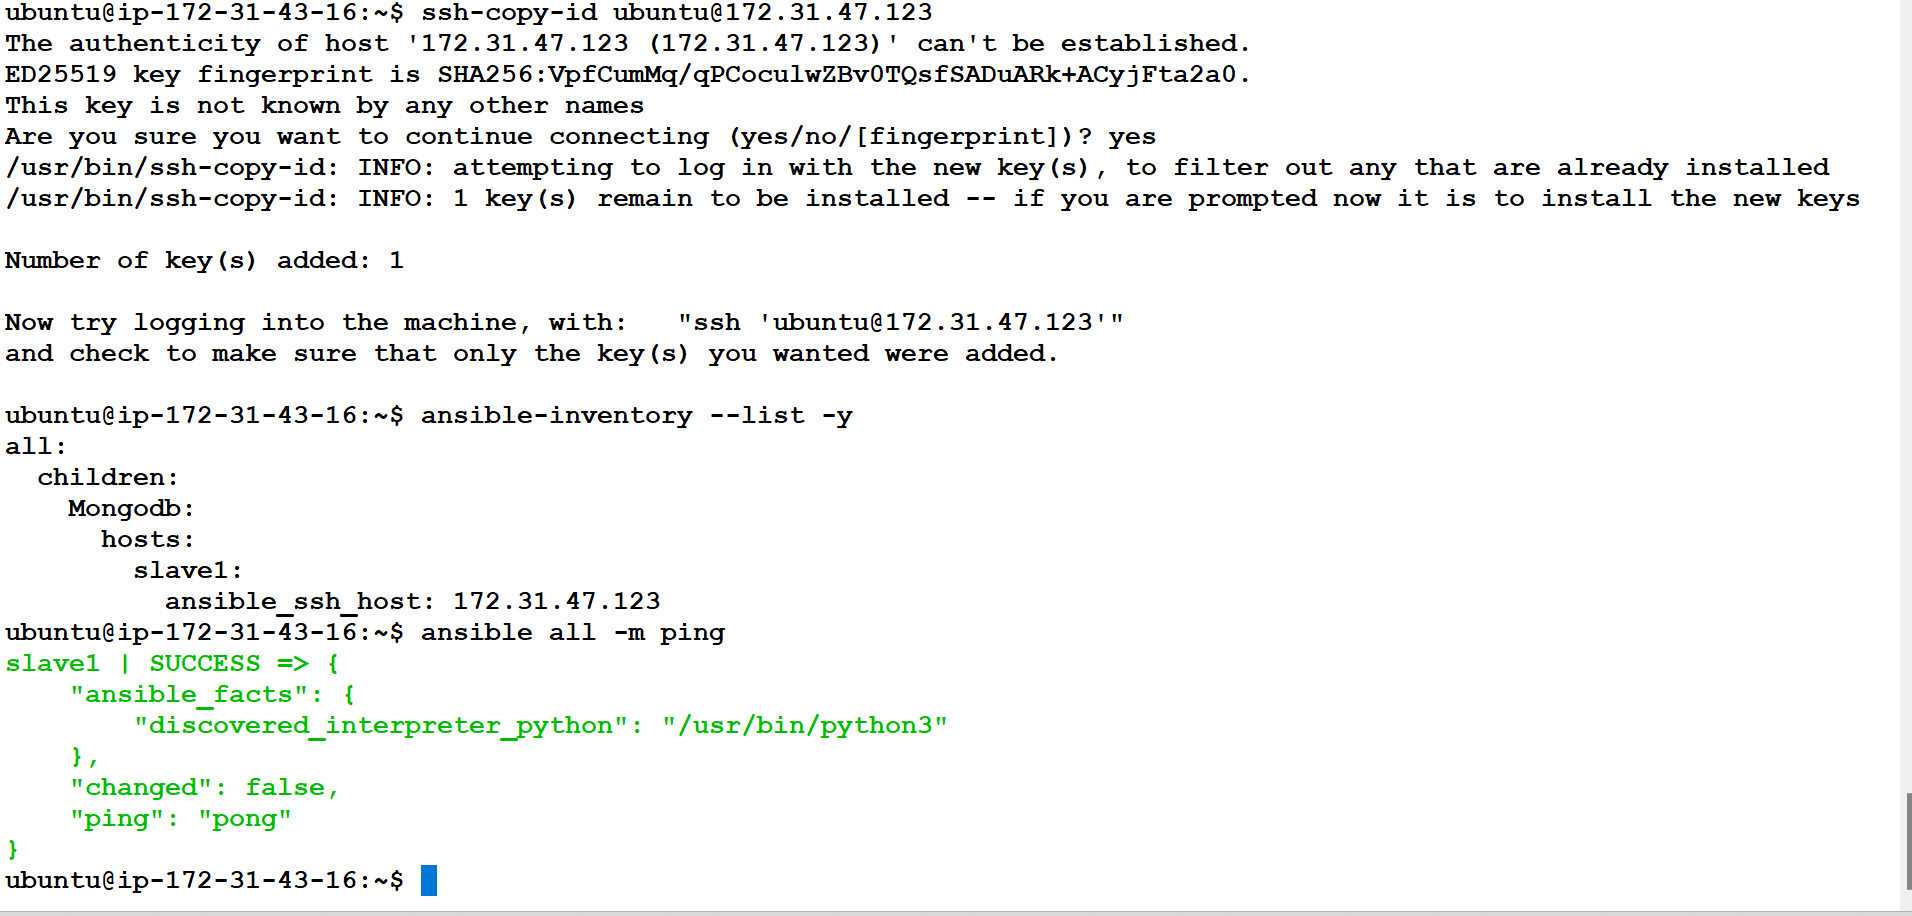 ubuntu@ip-172-31-43-16:~$ ssh-copy-id ubuntu@172.31.47.123
The authenticity of host '172.31.47.123 (172.31.47.123)' can't be established.
ED25519 key fingerprint is SHA256:VpfCumMq/qPCoculwZBv0TQsfSADuARk+ACyjFta2a0.
This key is not known by any other names
Are you sure you want to continue connecting (yes/no/[fingerprint])? yes
/usr/bin/ssh-copy-id: INFO: attempting to log in with the new key(s), to filter out any that are already installed
/usr/bin/ssh-copy-id: INFO: 1 key(s) remain to be installed -- if you are prompted now it is to install the new keys

Number of key(s) added: 1

Now try logging into the machine, with:   "ssh 'ubuntu@172.31.47.123'"
and check to make sure that only the key(s) you wanted were added.

ubuntu@ip-172-31-43-16:~$ ansible-inventory --list -y
all:
  children:
    Mongodb:
      hosts:
        slave1:
          ansible_ssh_host: 172.31.47.123
ubuntu@ip-172-31-43-16:~$ ansible all -m ping
slave1 | SUCCESS => {
    "ansible_facts": {
        "discovered_interpreter_python": "/usr/bin/python3"
    },
    "changed": false,
    "ping": "pong"
}
ubuntu@ip-172-31-43-16:~$